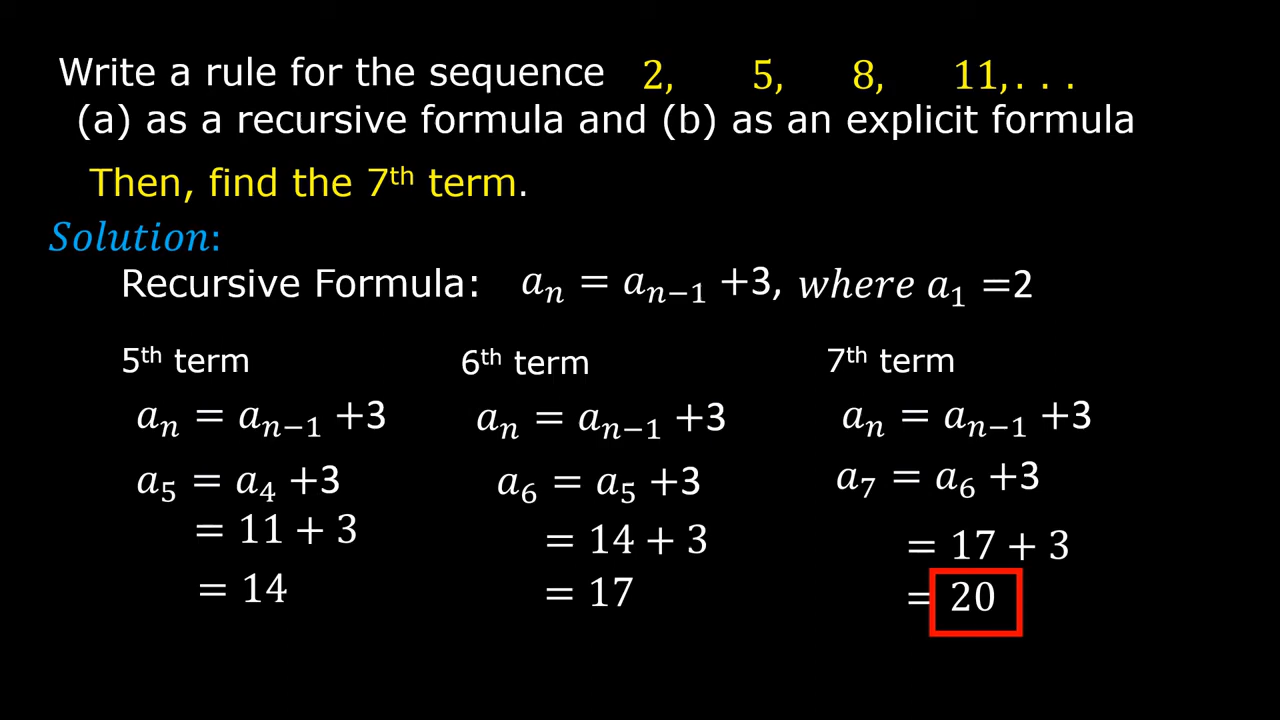 Write a rule for the sequence 2, 5, 8, 11, . . .
(a) as a recursive formula and (b) as an explicit formula
Then, find the 7th term.
Solution:
Recursive Formula: aₙ = aₙ₋₁ +3, where a₁ =2
5th term 6th term 7th term
aₙ = aₙ₋₁ +3 aₙ = aₙ₋₁ +3 aₙ = aₙ₋₁ +3
a₅ = a₄ +3 a₆ = a₅ +3 a₇ = a₆ +3
= 11 + 3 = 14 + 3 = 17 + 3
= 14 = 17 = 20